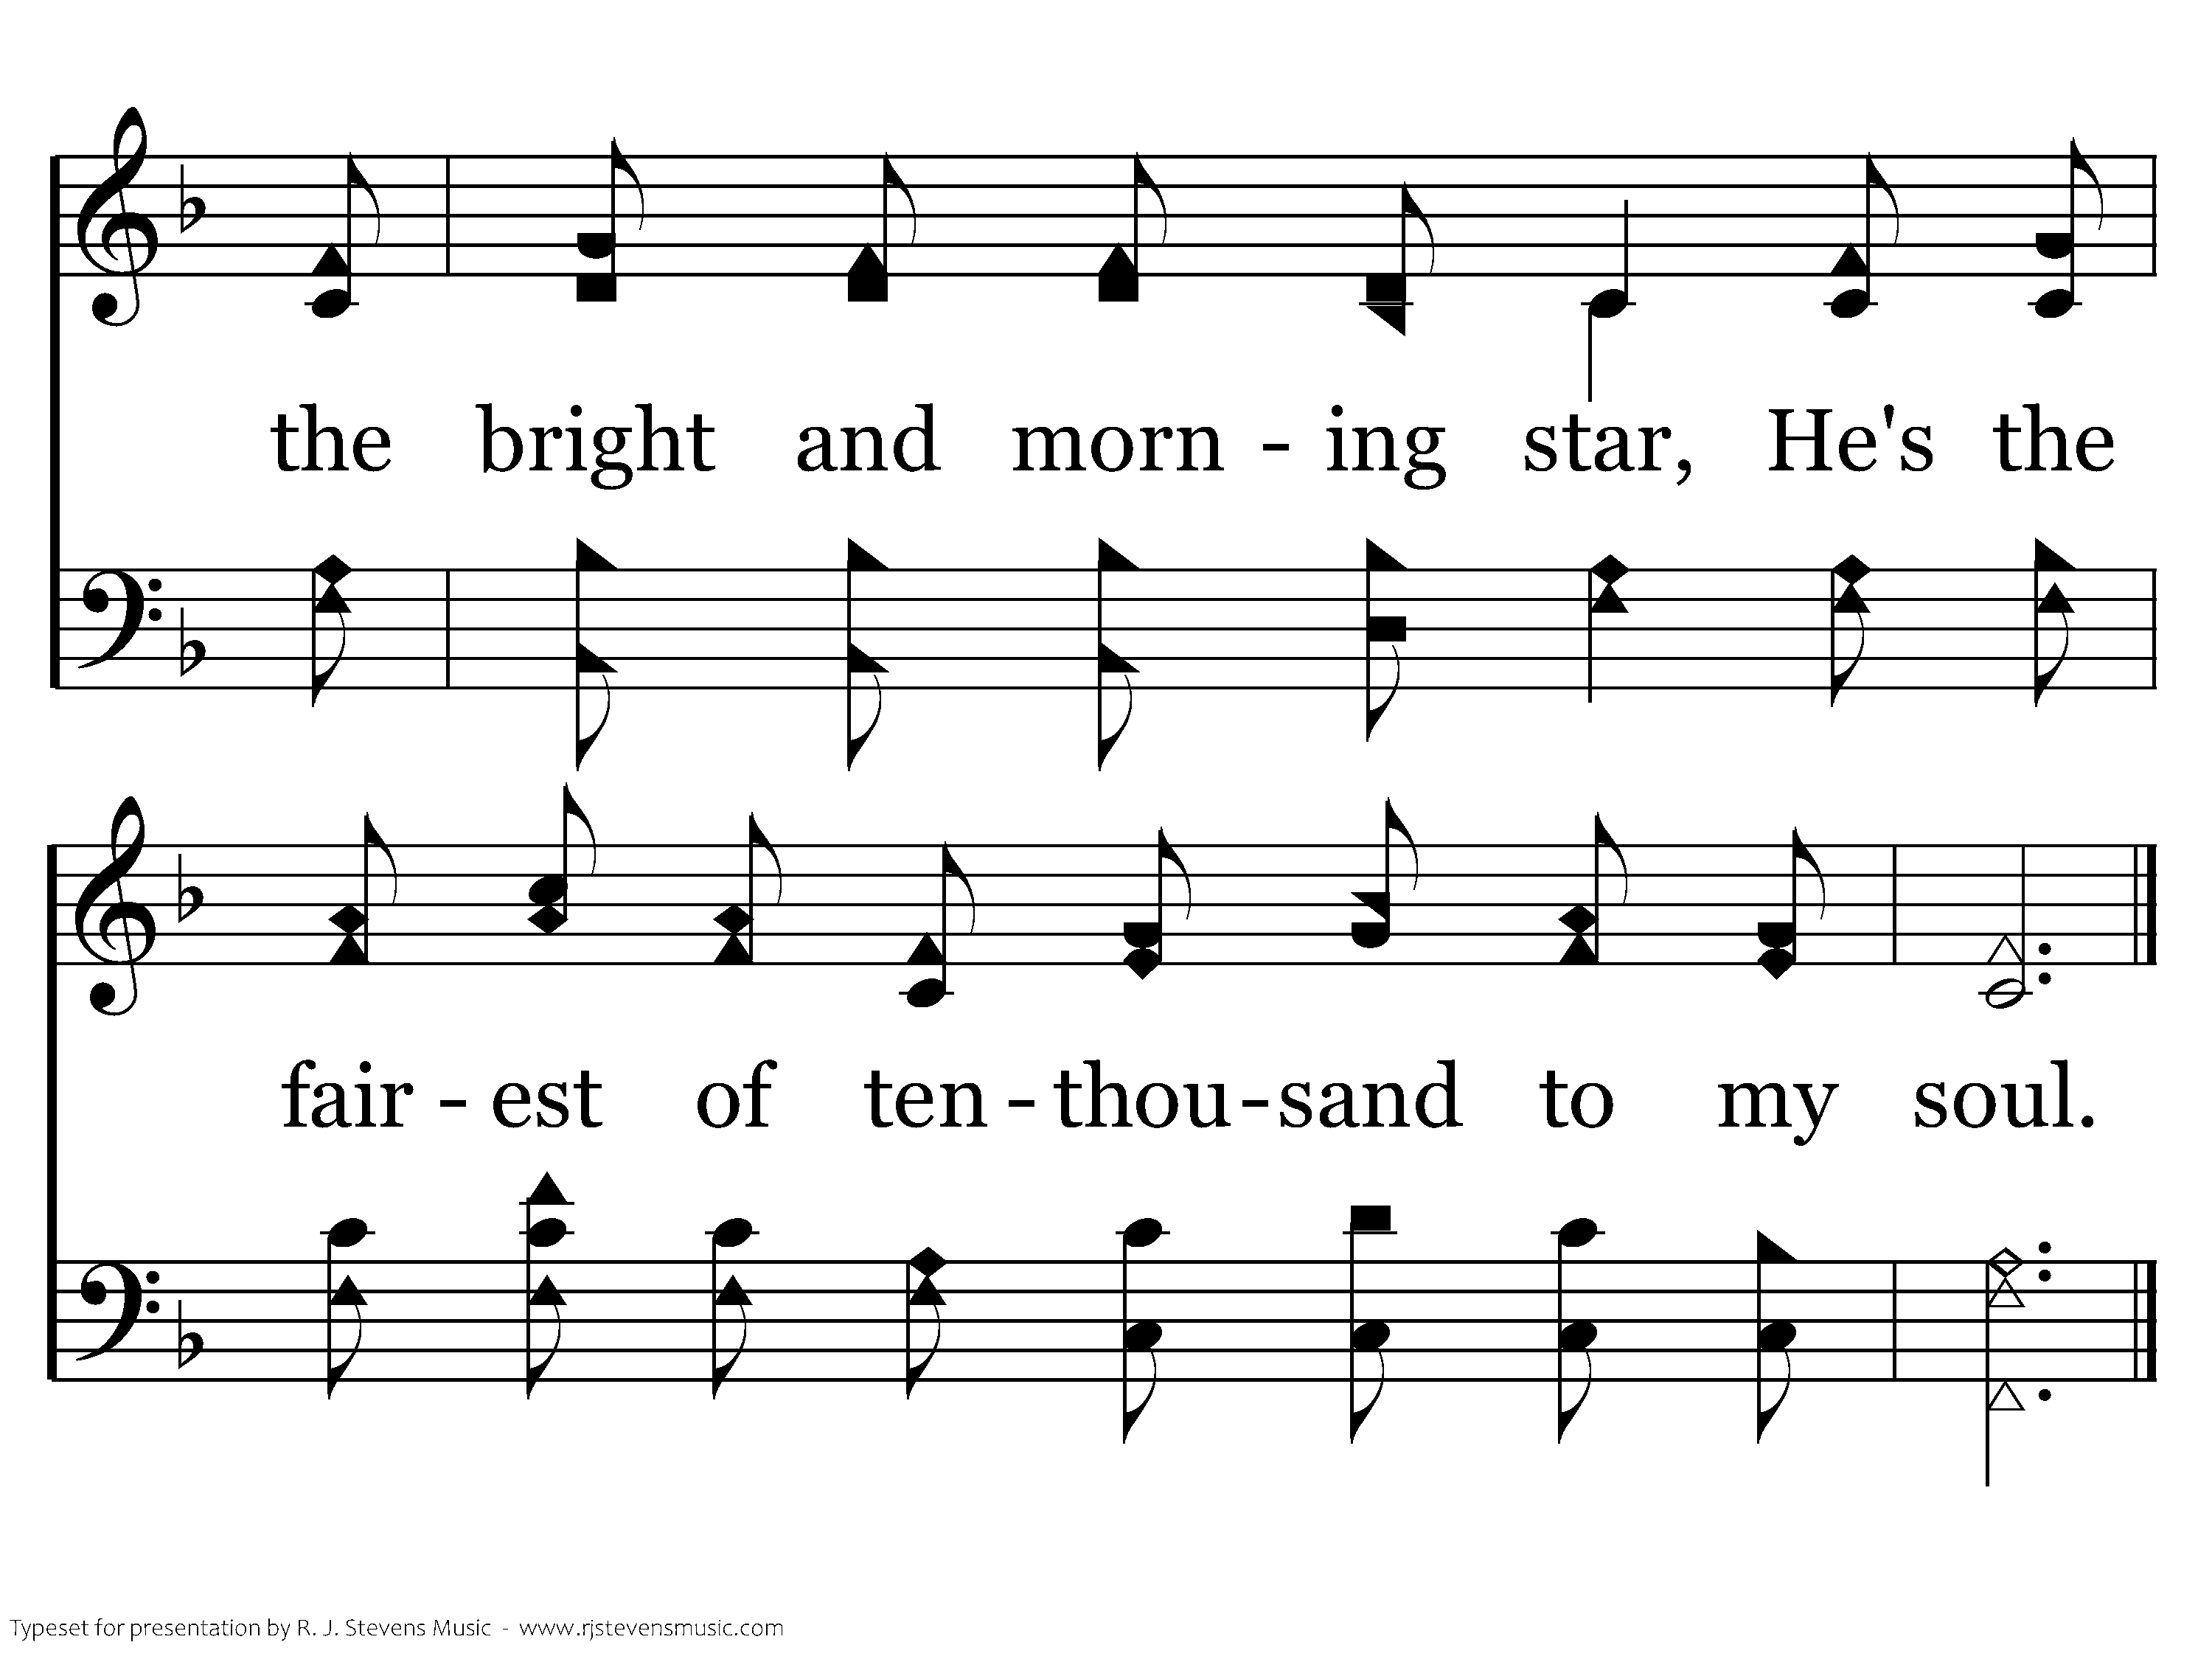 the bright and morn - ing star, He's the
fair - est of ten - thou - sand to my soul.
Typeset for presentation by R. J. Stevens Music - www.rjstevensmusic.com